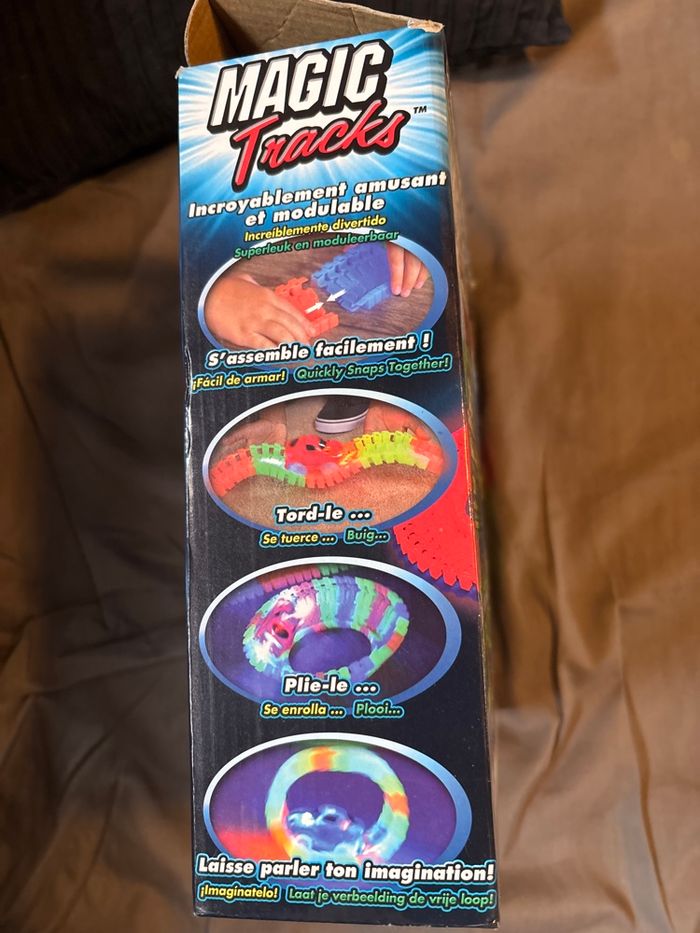 MAGIC
Tracks™
Incroyablement amusant
et modulable
Increíblemente divertido
Superleuk en moduleerbaar
S'assemble facilement !
¡Fácil de armar! Quickly Snaps Together!
Tord-le ...
Se tuerce ... Buig...
Plie-le ...
Se enrolla ... Plooi...
Laisse parler ton imagination!
¡Imagínatelo! Laat je verbeelding de vrije loop!